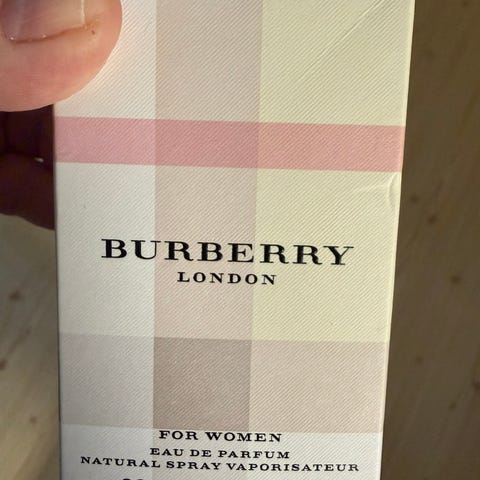 BURBERRY
LONDON
FOR WOMEN
EAU DE PARFUM
NATURAL SPRAY VAPORISATEUR